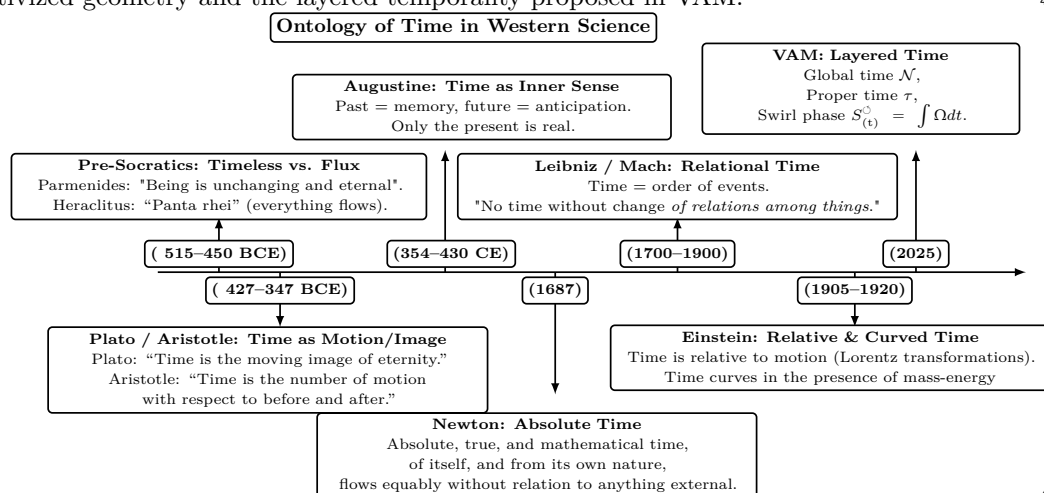 tivized geometry and the layered temporality proposed in VAM.
Ontology of Time in Western Science
VAM: Layered Time
Global time 𝒩,
Proper time τ,
Swirl phase S(t)^↺ = ∫ Ωdt.
Augustine: Time as Inner Sense
Past = memory, future = anticipation.
Only the present is real.
Pre-Socratics: Timeless vs. Flux
Parmenides: "Being is unchanging and eternal".
Heraclitus: “Panta rhei” (everything flows).
Leibniz / Mach: Relational Time
Time = order of events.
"No time without change of relations among things."
( 515–450 BCE)
(354–430 CE)
(1700–1900)
(2025)
( 427–347 BCE)
(1687)
(1905–1920)
Plato / Aristotle: Time as Motion/Image
Plato: “Time is the moving image of eternity.”
Aristotle: “Time is the number of motion
with respect to before and after.”
Einstein: Relative & Curved Time
Time is relative to motion (Lorentz transformations).
Time curves in the presence of mass-energy
Newton: Absolute Time
Absolute, true, and mathematical time,
of itself, and from its own nature,
flows equably without relation to anything external.